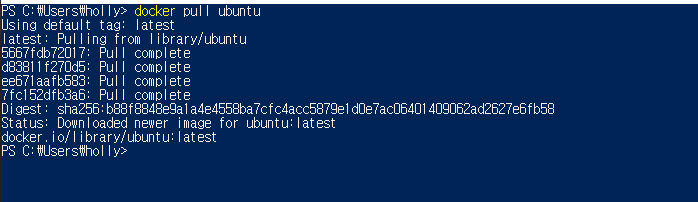 PS C:₩Users₩holly> docker pull ubuntu
Using default tag: latest
latest: Pulling from library/ubuntu
5667fdb72017: Pull complete
d83811f270d5: Pull complete
ee671aafb583: Pull complete
7fc152dfb3a6: Pull complete
Digest: sha256:b88f8848e9a1a4e4558ba7cfc4acc5879e1d0e7ac06401409062ad2627e6fb58
Status: Downloaded newer image for ubuntu:latest
docker.io/library/ubuntu:latest
PS C:₩Users₩holly>